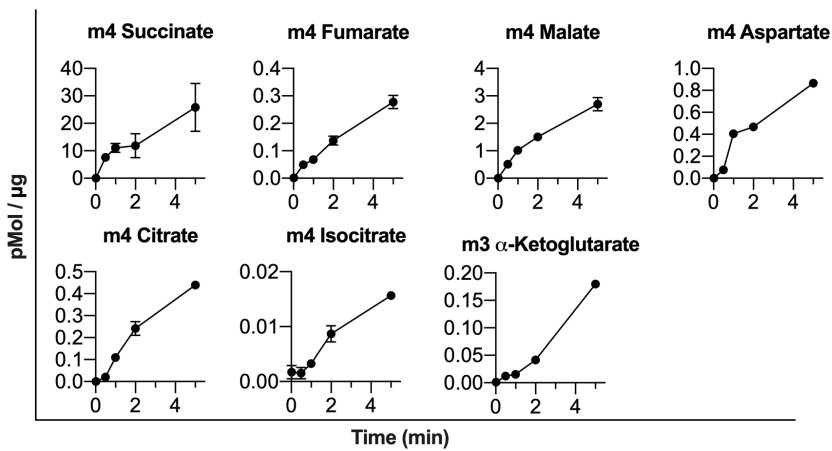 m4 Succinate
40
30
20
10
0
0 2 4
m4 Fumarate
0.4
0.3
0.2
0.1
0.0
0 2 4
m4 Malate
4
3
2
1
0
0 2 4
m4 Aspartate
1.0
0.8
0.6
0.4
0.2
0.0
0 2 4
m4 Citrate
0.5
0.4
0.3
0.2
0.1
0.0
0 2 4
m4 Isocitrate
0.02
0.01
0.00
0 2 4
m3 α-Ketoglutarate
0.20
0.15
0.10
0.05
0.00
0 2 4
pMol / µg
Time (min)